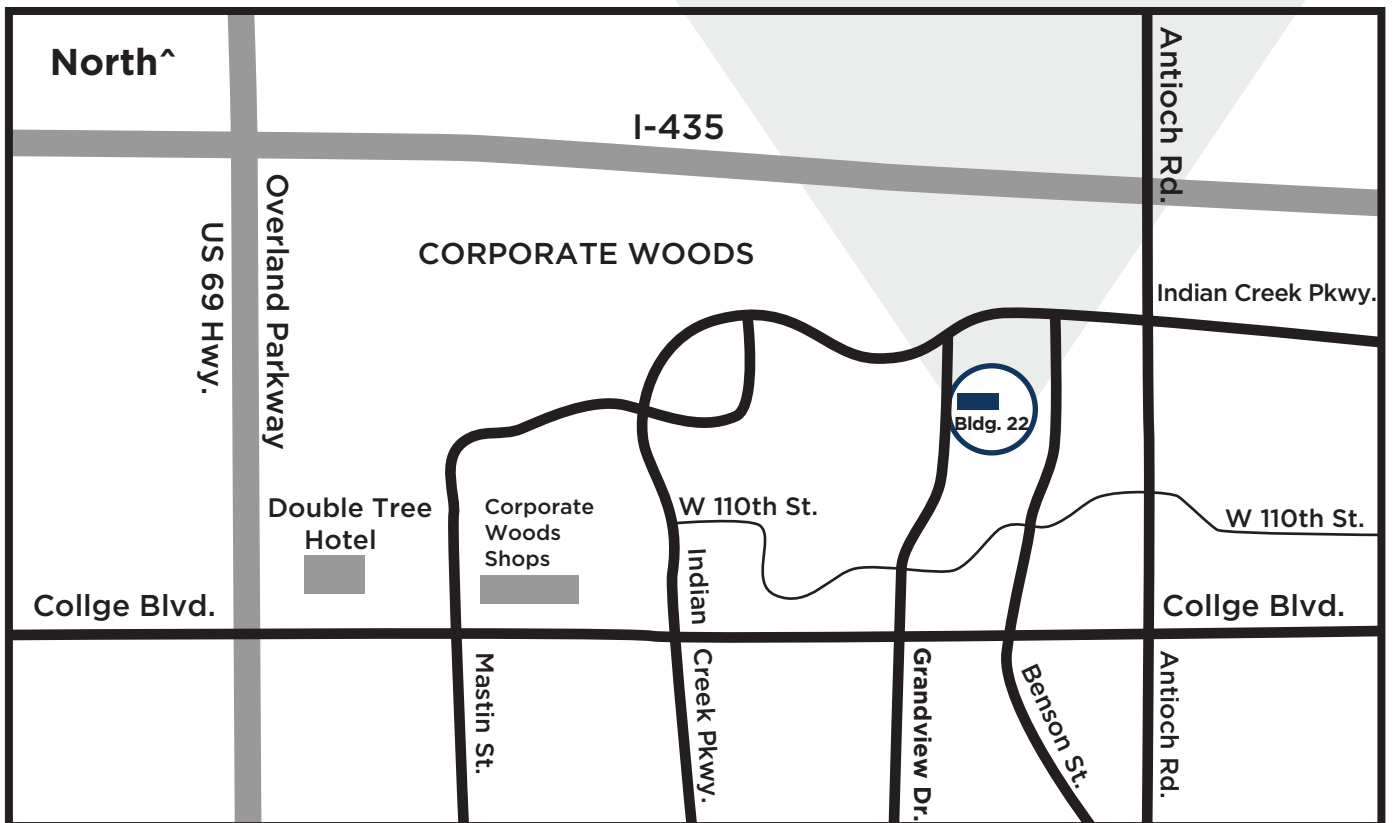 North^
I-435
Antioch Rd.
US 69 Hwy.
Overland Parkway
CORPORATE WOODS
Indian Creek Pkwy.
Bldg. 22
Double Tree
Hotel
Corporate
Woods
Shops
W 110th St.
W 110th St.
Collge Blvd.
Collge Blvd.
Indian
Creek Pkwy.
Mastin St.
Grandview Dr.
Benson St.
Antioch Rd.